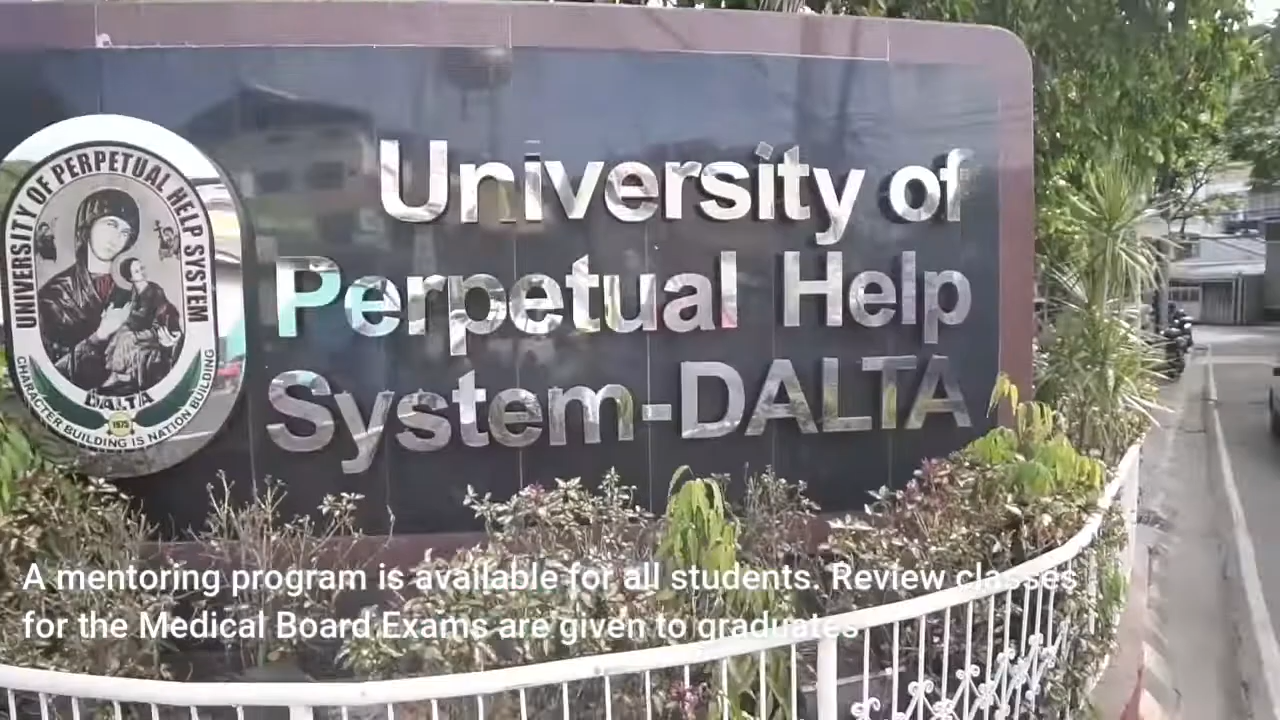 UNIVERSITY OF PERPETUAL HELP SYSTEM
DALTA
1975
CHARACTER BUILDING IS NATION BUILDING
University of
Perpetual Help
System-DALTA
A mentoring program is available for all students. Review classes
for the Medical Board Exams are given to graduates